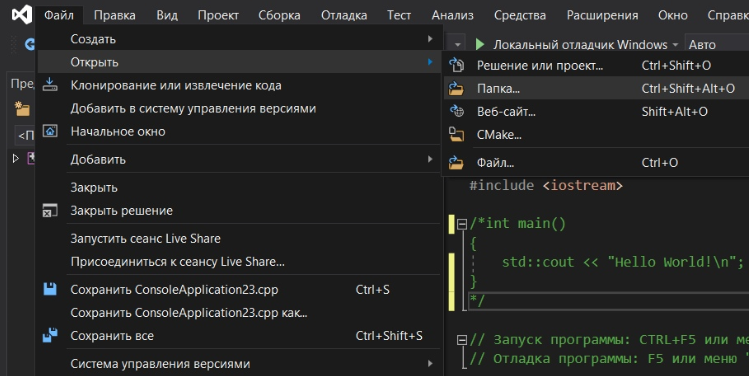 Файл Правка Вид Проект Сборка Отладка Тест Анализ Средства Расширения Окно
Локальный отладчик Windows Авто
Создать
Открыть
Клонирование или извлечение кода
Добавить в систему управления версиями
Начальное окно
Добавить
Закрыть
Закрыть решение
Запустить сеанс Live Share
Присоединиться к сеансу Live Share...
Сохранить ConsoleApplication23.cpp Ctrl+S
Сохранить ConsoleApplication23.cpp как...
Сохранить все Ctrl+Shift+S
Система управления версиями
Решение или проект... Ctrl+Shift+O
Папка... Ctrl+Shift+Alt+O
Веб-сайт... Shift+Alt+O
CMake...
Файл... Ctrl+O
#include <iostream>
/*int main()
{
std::cout << "Hello World!\n";
}
*/
// Запуск программы: CTRL+F5 или
// Отладка программы: F5 или меню "